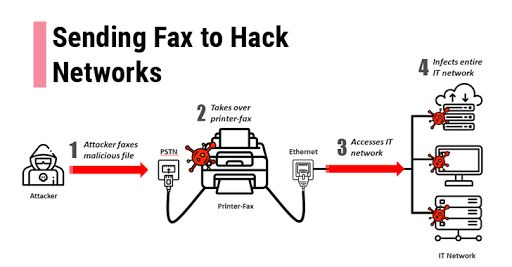 Sending Fax to Hack
Networks
1 Attacker faxes
malicious file
Attacker
PSTN
2 Takes over
printer-fax
Printer-Fax
Ethernet
3 Accesses IT
network
4 Infects entire
IT network
IT Network